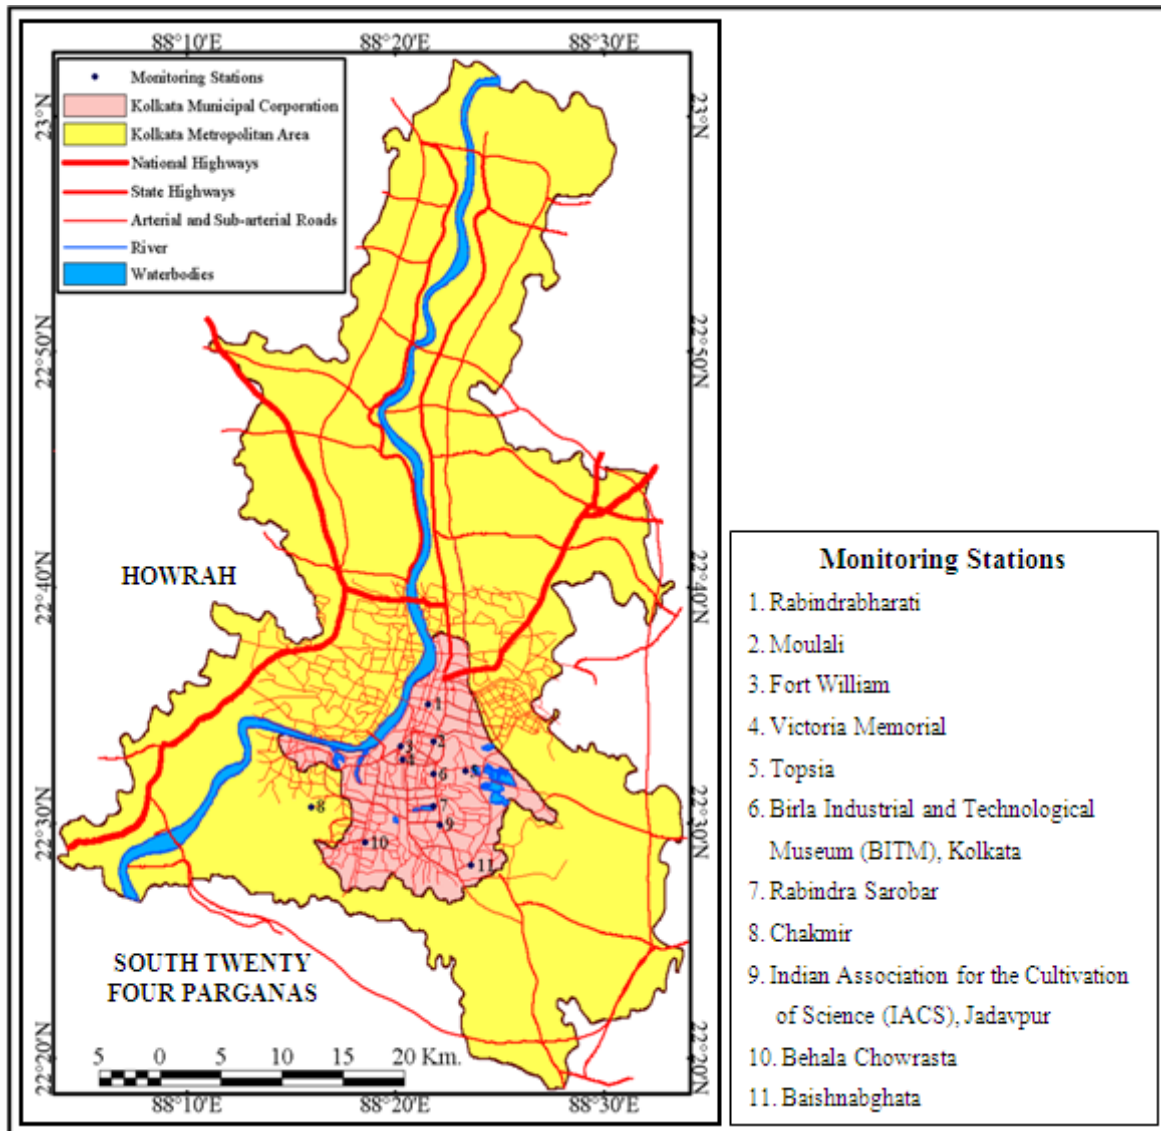 88°10'E 88°20'E 88°30'E
Monitoring Stations
Kolkata Municipal Corporation
Kolkata Metropolitan Area
National Highways
State Highways
Arterial and Sub-arterial Roads
River
Waterbodies
23°N 23°N
22°50'N 22°50'N
22°40'N 22°40'N
HOWRAH
1
2
3
4
5
6
7
8
9
10
11
22°30'N 22°30'N
SOUTH TWENTY
FOUR PARGANAS
5 0 5 10 15 20 Km.
22°20'N 22°20'N
88°10'E 88°20'E 88°30'E
Monitoring Stations
1. Rabindrabharati
2. Moulali
3. Fort William
4. Victoria Memorial
5. Topsia
6. Birla Industrial and Technological
Museum (BITM), Kolkata
7. Rabindra Sarobar
8. Chakmir
9. Indian Association for the Cultivation
of Science (IACS), Jadavpur
10. Behala Chowrasta
11. Baishnabghata